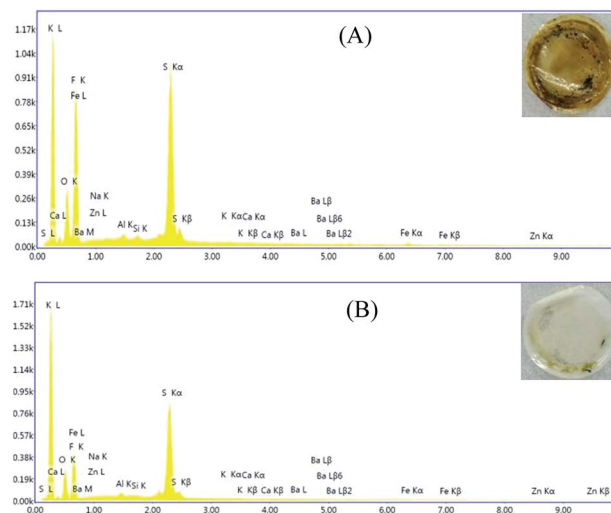 (A)
1.17k
K L
1.04k
0.91k
F K
S Kα
0.78k
Fe L
0.65k
0.52k
0.39k
O K
Ba Lβ
0.26k
Na K
Ca L
Zn L
S Kβ
K Kα Ca Kα
Ba Lβ6
0.13k
Al K Si K
S L
Ba M
K Kβ Ca Kβ
Ba L
Ba Lβ2
Fe Kα
Fe Kβ
Zn Kα
0.00k
0.00 1.00 2.00 3.00 4.00 5.00 6.00 7.00 8.00 9.00
(B)
1.71k
K L
1.52k
1.33k
1.14k
0.95k
S Kα
0.76k
0.57k
Fe L
F K
0.38k
O K
Na K
Ba Lβ
Ca L
Zn L
K Kα Ca Kα
Ba Lβ6
0.19k
Al K Si K
S Kβ
S L
Ba M
K Kβ Ca Kβ
Ba L
Ba Lβ2
Fe Kα
Fe Kβ
Zn Kα
Zn Kβ
0.00k
0.00 1.00 2.00 3.00 4.00 5.00 6.00 7.00 8.00 9.00